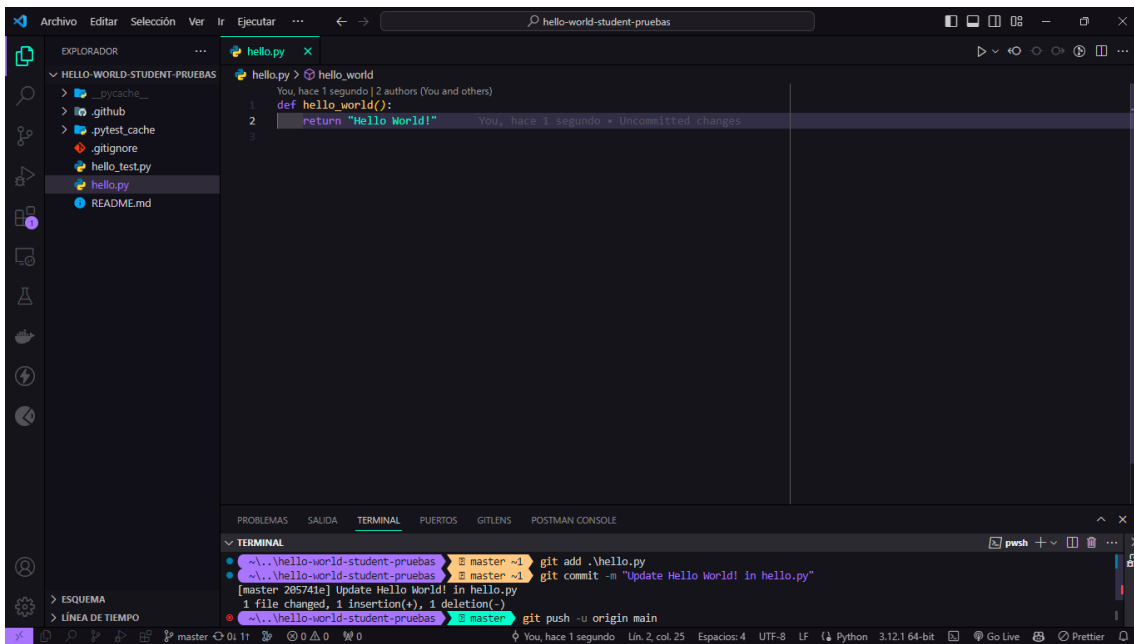 Archivo Editar Selección Ver Ir Ejecutar ··· hello-world-student-pruebas
EXPLORADOR ···
HELLO-WORLD-STUDENT-PRUEBAS
__pycache__
.github
.pytest_cache
.gitignore
hello_test.py
hello.py
README.md
ESQUEMA
LÍNEA DE TIEMPO
hello.py
hello.py > hello_world
You, hace 1 segundo | 2 authors (You and others)
1 def hello_world():
2 return "Hello World!" You, hace 1 segundo • Uncommitted changes
3
PROBLEMAS SALIDA TERMINAL PUERTOS GITLENS POSTMAN CONSOLE
TERMINAL pwsh
~\..\hello-world-student-pruebas master ~1 git add .\hello.py
~\..\hello-world-student-pruebas master ~1 git commit -m "Update Hello World! in hello.py"
[master 205741e] Update Hello World! in hello.py
1 file changed, 1 insertion(+), 1 deletion(-)
~\..\hello-world-student-pruebas master git push -u origin main
master 0↓ 1↑ 0 0 0 You, hace 1 segundo Lín. 2, col. 25 Espacios: 4 UTF-8 LF Python 3.12.1 64-bit Go Live Prettier